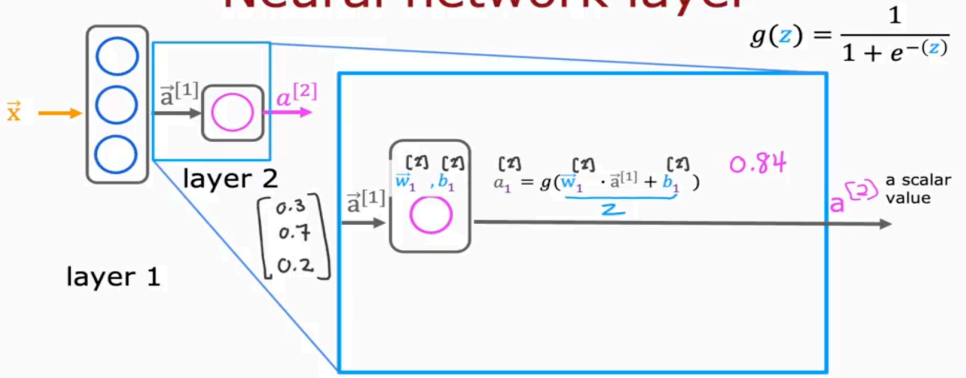 Neural network layer
g(z) = 1 / (1 + e^-(z))
x⃗
a⃗^[1]
a^[2]
layer 2
layer 1
[0.3
0.7
0.2]
a⃗^[1]
w⃗₁^[2], b₁^[2]
a₁^[2] = g(w⃗₁^[2] · a⃗^[1] + b₁^[2])
z
0.84
a^[2]
a scalar
value